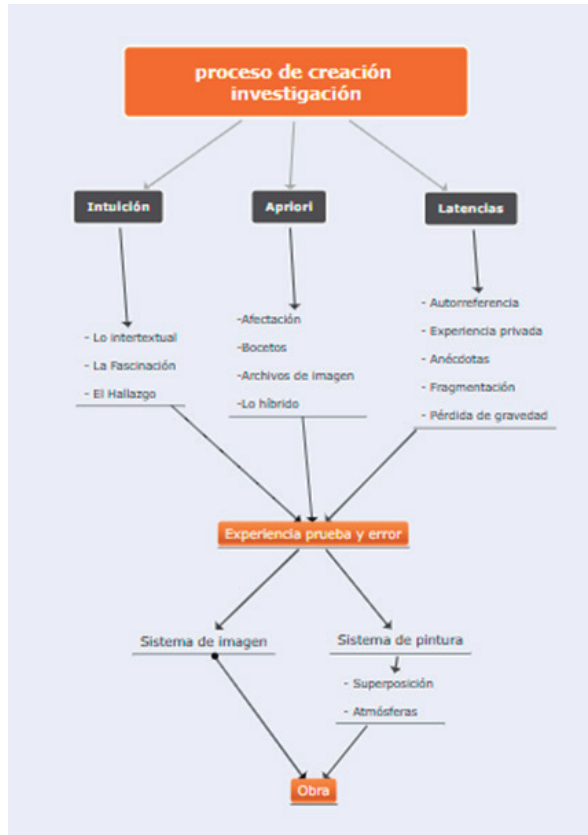 proceso de creación
investigación
Intuición
Apriori
Latencias
- Lo intertextual
- La Fascinación
- El Hallazgo
-Afectación
-Bocetos
-Archivos de imagen
-Lo híbrido
- Autorreferencia
- Experiencia privada
- Anécdotas
- Fragmentación
- Pérdida de gravedad
Experiencia prueba y error
Sistema de imagen
Sistema de pintura
- Superposición
- Atmósferas
Obra